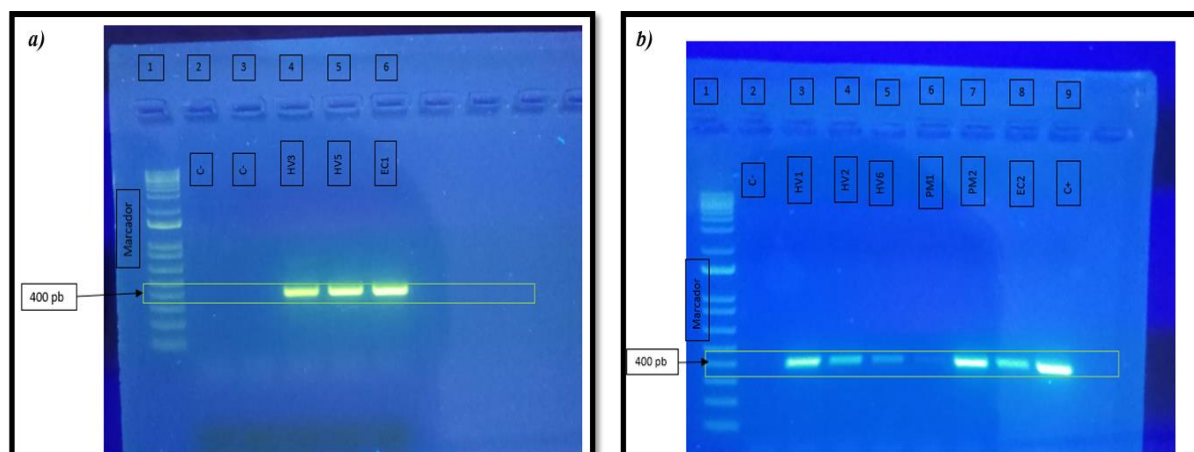 a)
1 2 3 4 5 6
C- C- HV3 HV5 EC1
Marcador
400 pb
b)
1 2 3 4 5 6 7 8 9
C- HV1 HV2 HV6 PM1 PM2 EC2 C+
Marcador
400 pb